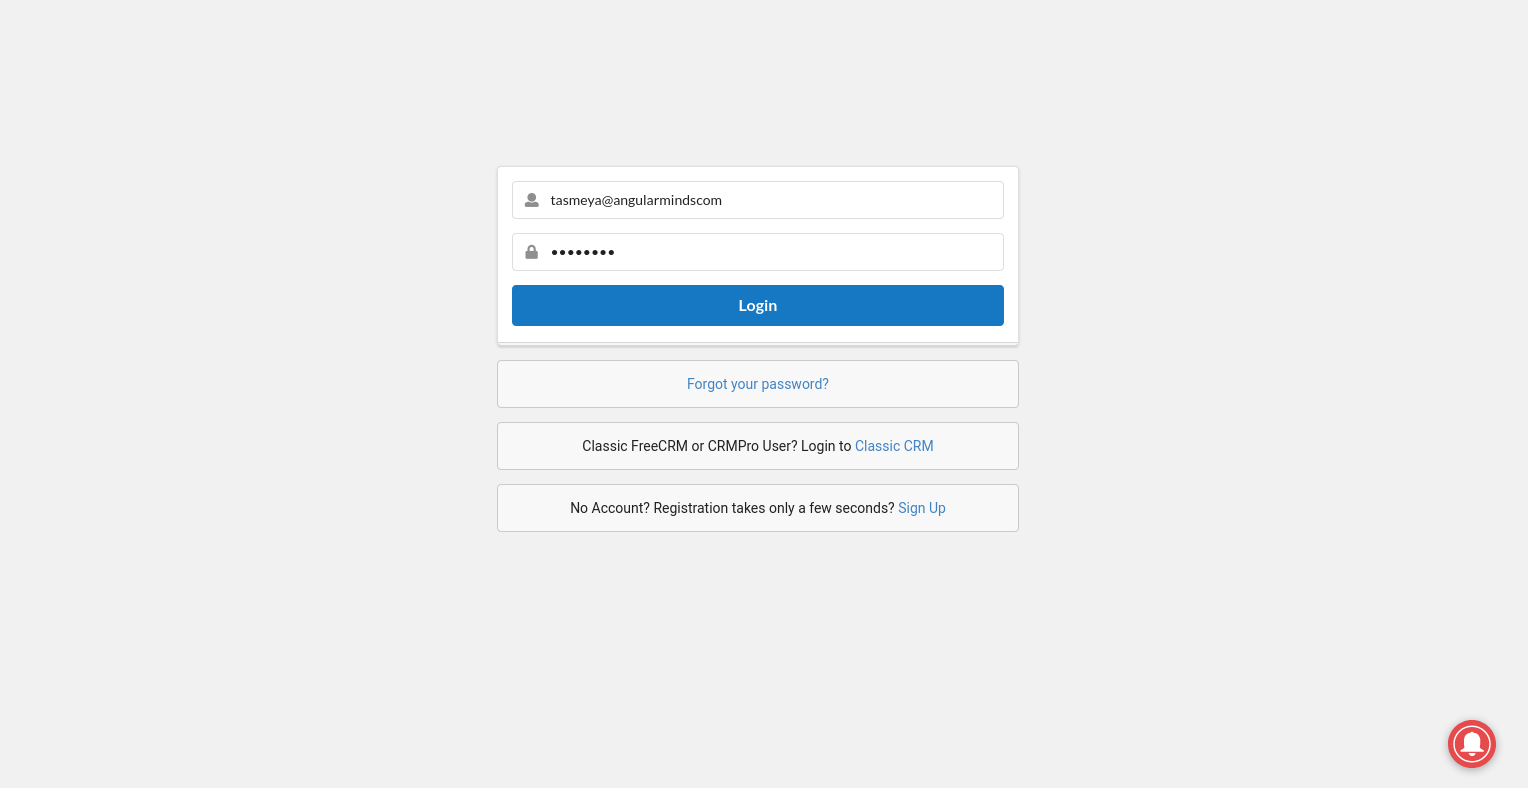 tasmeya@angularmindscom
••••••••
Login
Forgot your password?
Classic FreeCRM or CRMPro User? Login to Classic CRM
No Account? Registration takes only a few seconds? Sign Up